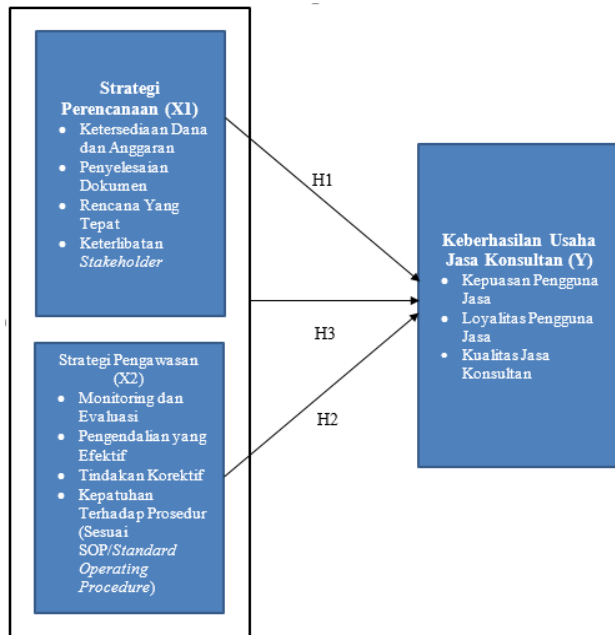 Strategi
Perencanaan (X1)
• Ketersediaan Dana
dan Anggaran
• Penyelesaian
Dokumen
• Rencana Yang
Tepat
• Keterlibatan
Stakeholder
Strategi Pengawasan
(X2)
• Monitoring dan
Evaluasi
• Pengendalian yang
Efektif
• Tindakan Korektif
• Kepatuhan
Terhadap Prosedur
(Sesuai
SOP/Standard
Operating
Procedure)
H1
H3
H2
Keberhasilan Usaha
Jasa Konsultan (Y)
• Kepuasan Pengguna
Jasa
• Loyalitas Pengguna
Jasa
• Kualitas Jasa
Konsultan